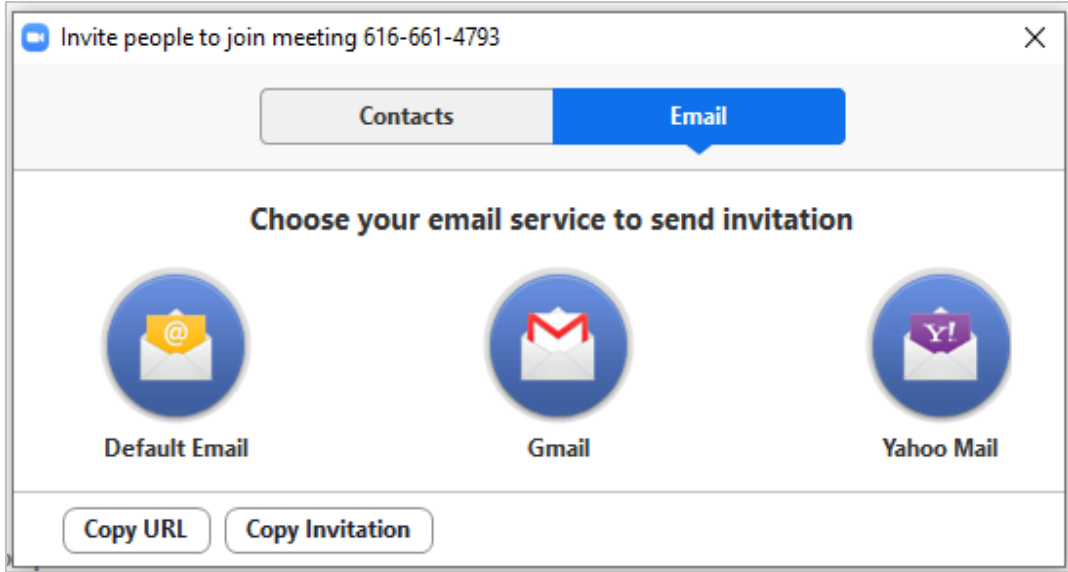 Invite people to join meeting 616-661-4793
Contacts Email
Choose your email service to send invitation
@ Y!
Default Email Gmail Yahoo Mail
Copy URL Copy Invitation